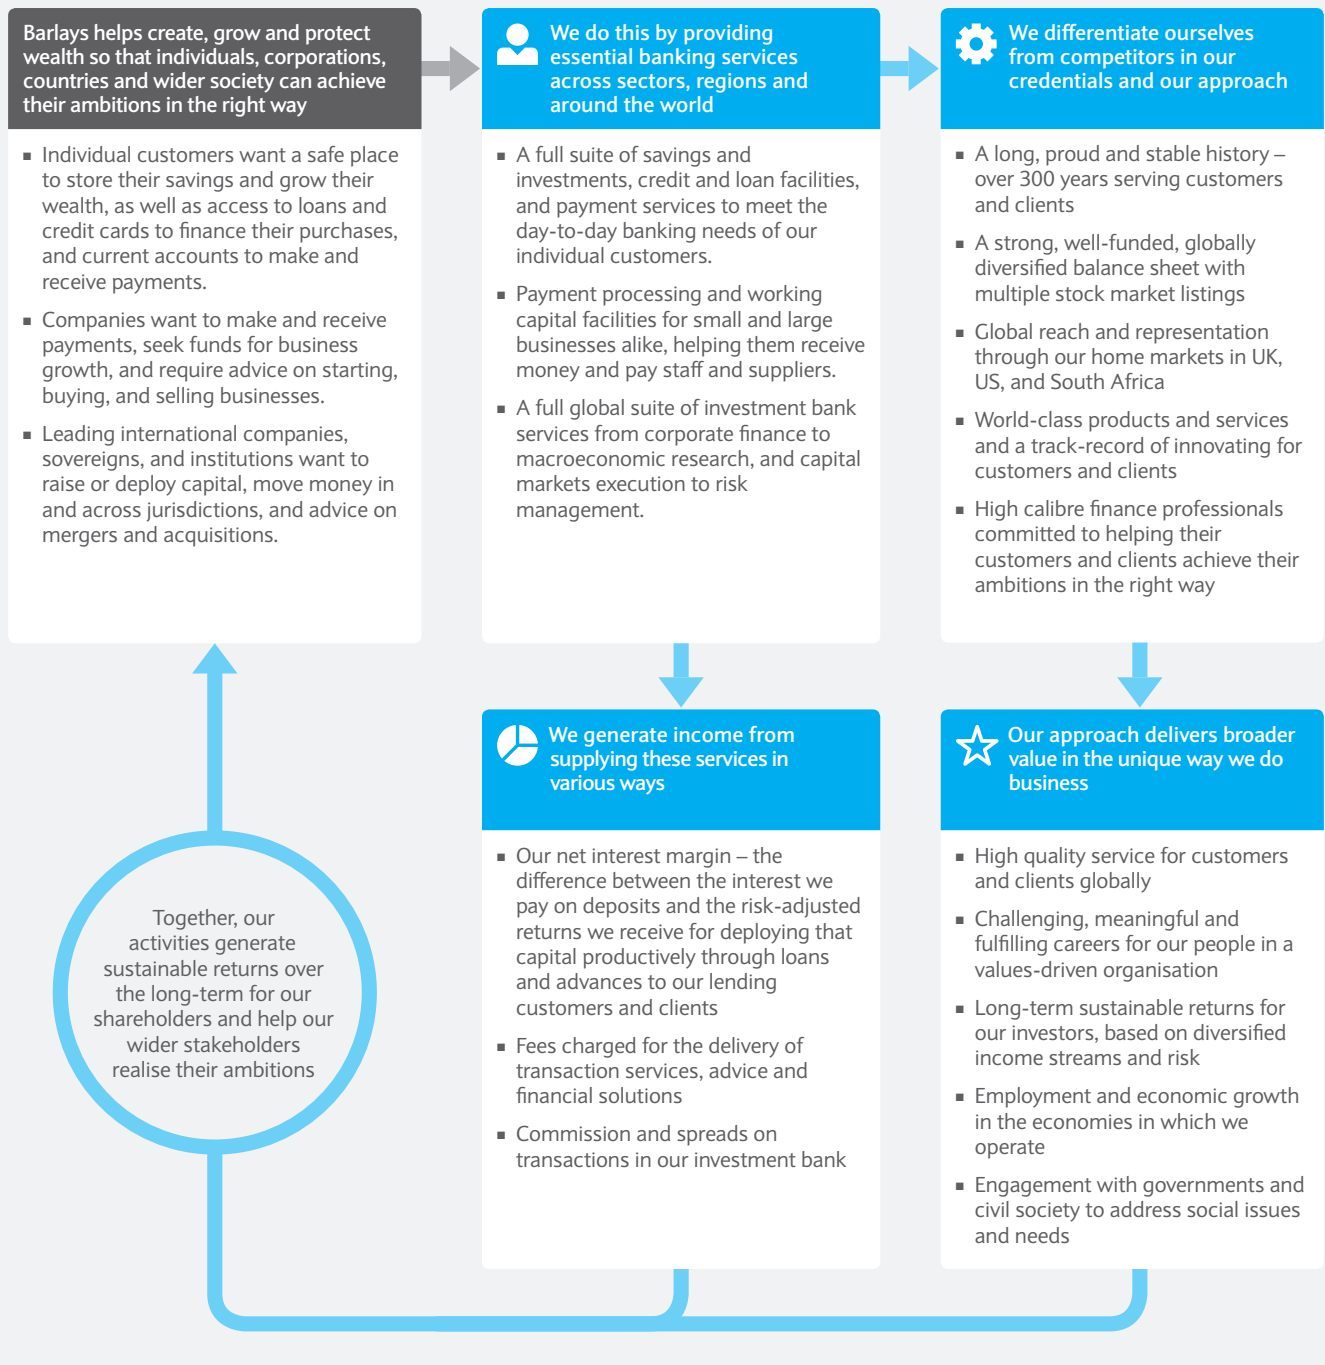 Barlays helps create, grow and protect
wealth so that individuals, corporations,
countries and wider society can achieve
their ambitions in the right way
■ Individual customers want a safe place
to store their savings and grow their
wealth, as well as access to loans and
credit cards to finance their purchases,
and current accounts to make and
receive payments.
■ Companies want to make and receive
payments, seek funds for business
growth, and require advice on starting,
buying, and selling businesses.
■ Leading international companies,
sovereigns, and institutions want to
raise or deploy capital, move money in
and across jurisdictions, and advice on
mergers and acquisitions.
We do this by providing
essential banking services
across sectors, regions and
around the world
■ A full suite of savings and
investments, credit and loan facilities,
and payment services to meet the
day-to-day banking needs of our
individual customers.
■ Payment processing and working
capital facilities for small and large
businesses alike, helping them receive
money and pay staff and suppliers.
■ A full global suite of investment bank
services from corporate finance to
macroeconomic research, and capital
markets execution to risk
management.
We differentiate ourselves
from competitors in our
credentials and our approach
■ A long, proud and stable history –
over 300 years serving customers
and clients
■ A strong, well-funded, globally
diversified balance sheet with
multiple stock market listings
■ Global reach and representation
through our home markets in UK,
US, and South Africa
■ World-class products and services
and a track-record of innovating for
customers and clients
■ High calibre finance professionals
committed to helping their
customers and clients achieve their
ambitions in the right way
We generate income from
supplying these services in
various ways
■ Our net interest margin – the
difference between the interest we
pay on deposits and the risk-adjusted
returns we receive for deploying that
capital productively through loans
and advances to our lending
customers and clients
■ Fees charged for the delivery of
transaction services, advice and
financial solutions
■ Commission and spreads on
transactions in our investment bank
Our approach delivers broader
value in the unique way we do
business
■ High quality service for customers
and clients globally
■ Challenging, meaningful and
fulfilling careers for our people in a
values-driven organisation
■ Long-term sustainable returns for
our investors, based on diversified
income streams and risk
■ Employment and economic growth
in the economies in which we
operate
■ Engagement with governments and
civil society to address social issues
and needs
Together, our
activities generate
sustainable returns over
the long-term for our
shareholders and help our
wider stakeholders
realise their ambitions